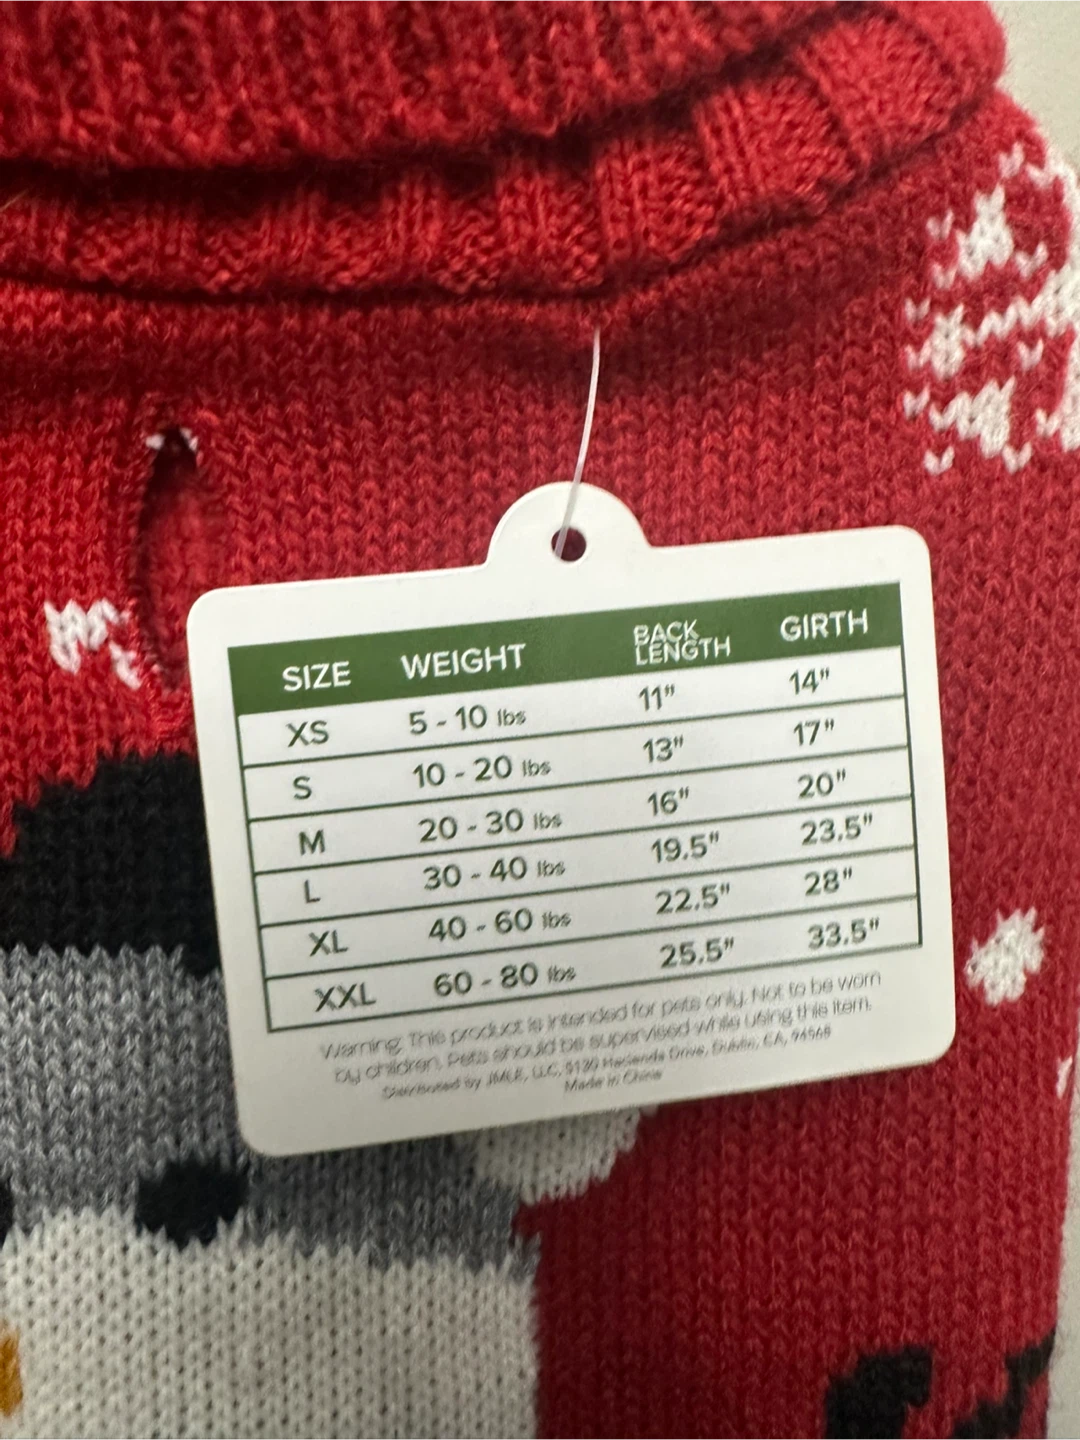 SIZE WEIGHT BACK LENGTH GIRTH
XS 5 - 10 lbs 11" 14"
S 10 - 20 lbs 13" 17"
M 20 - 30 lbs 16" 20"
L 30 - 40 lbs 19.5" 23.5"
XL 40 - 60 lbs 22.5" 28"
XXL 60 - 80 lbs 25.5" 33.5"
Warning: This product is intended for pets only. Not to be worn
by children. Pets should be supervised while using this item.
Distributed by LLC, Hacienda Drive, Dublin, CA,
Made in China